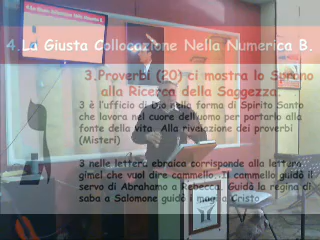 4.La Giusta Collocazione Nella Numerica B.
3.Proverbi (20) ci mostra lo Sprono
alla Ricerca della Saggezza.
3 è l'ufficio di Dio nella forma di Spirito Santo
che lavora nel cuore dell'uomo per portarlo alla
fonte della vita. Alla rivelazione dei proverbi
(Misteri)
3 nelle lettera ebraica corrisponde alla lettera
gimel che vuol dire cammello. Il cammello guidò il
servo di Abrahamo a Rebecca. Guidò la regina di
saba a Salomone guidò i magi a Cristo